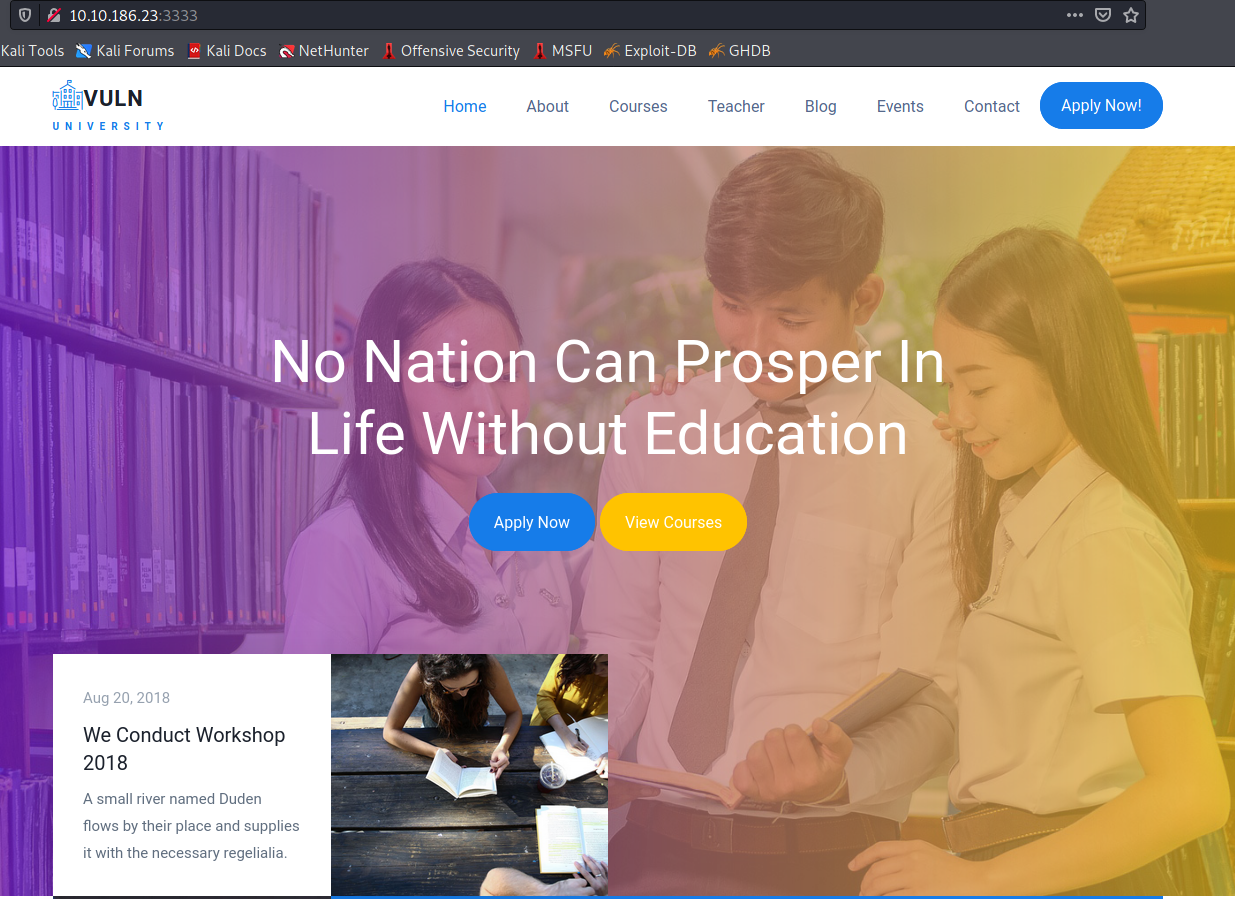 10.10.186.23:3333
Kali Tools Kali Forums Kali Docs NetHunter Offensive Security MSFU Exploit-DB GHDB
VULN
UNIVERSITY
Home About Courses Teacher Blog Events Contact Apply Now!
No Nation Can Prosper In
Life Without Education
Apply Now View Courses
Aug 20, 2018
We Conduct Workshop
2018
A small river named Duden
flows by their place and supplies
it with the necessary regelialia.